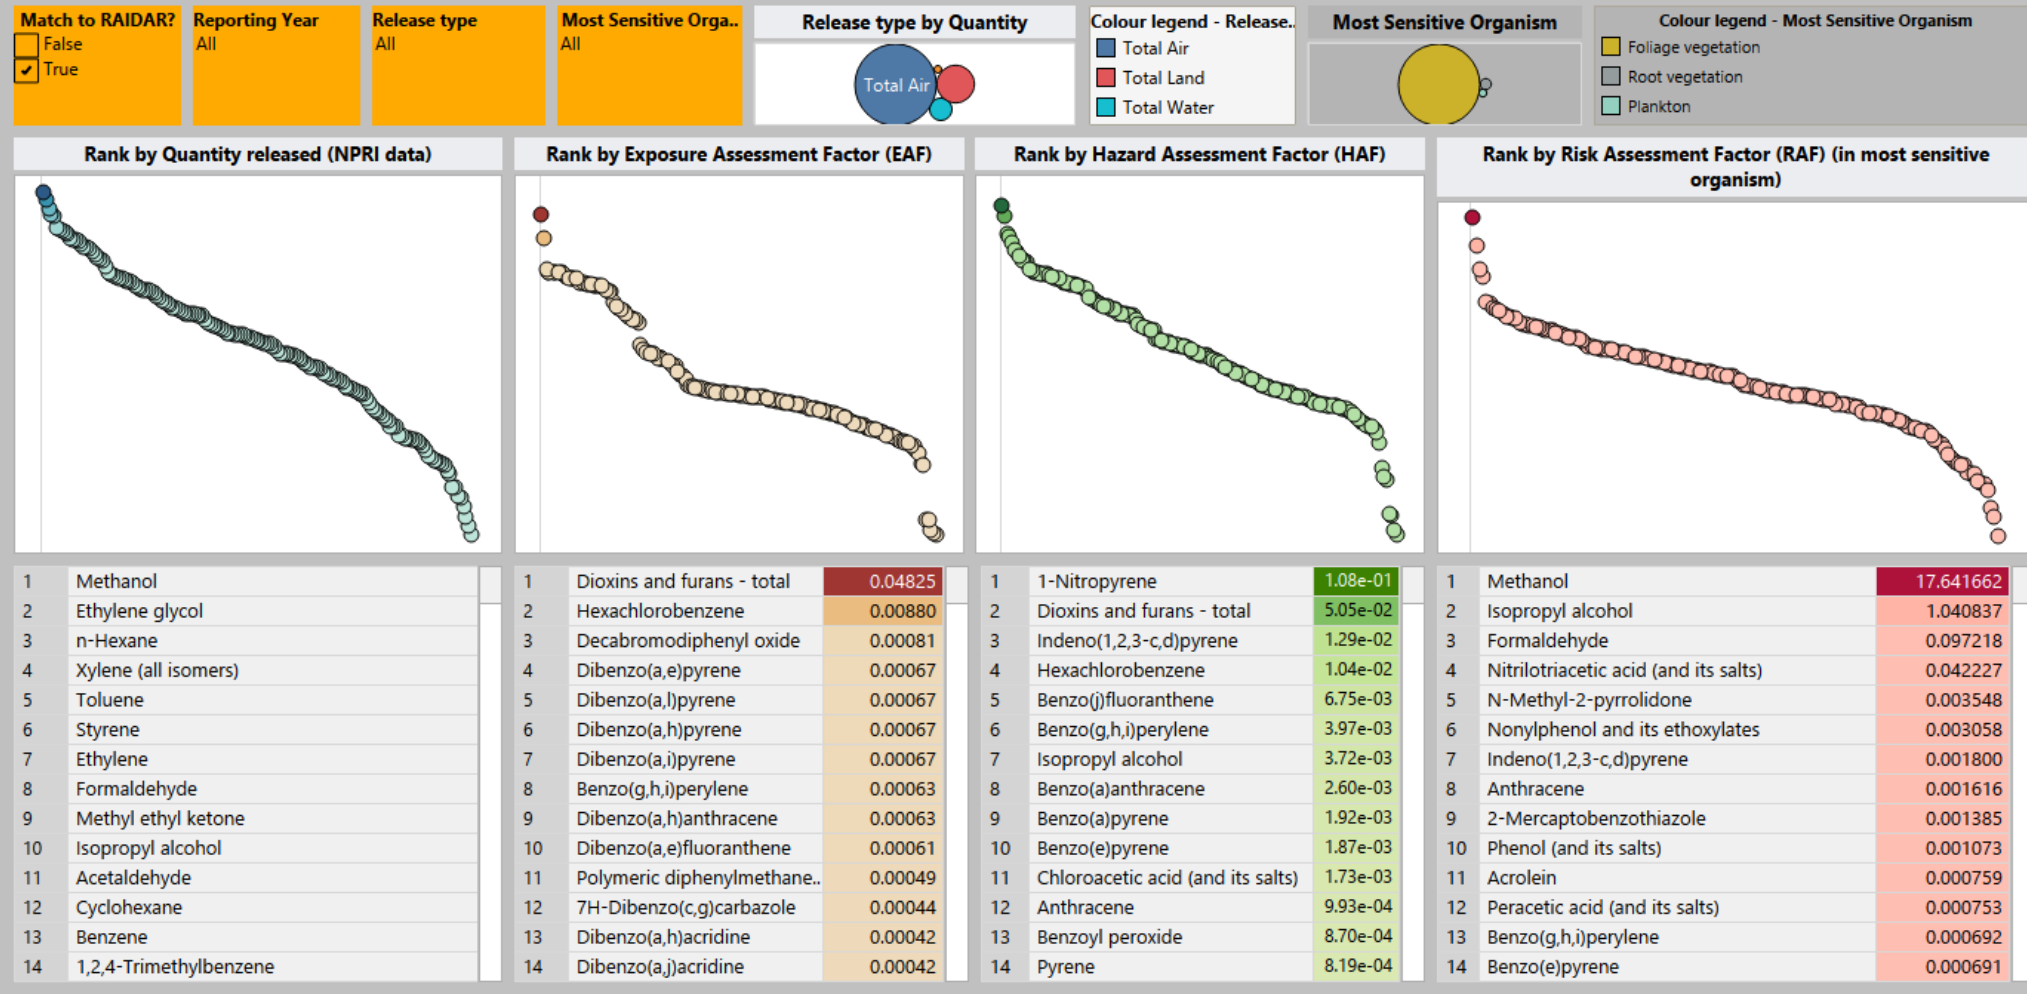 Match to RAIDAR?
False
True
Reporting Year
All
Release type
All
Most Sensitive Orga..
All
Release type by Quantity
Total Air
Colour legend - Release..
Total Air
Total Land
Total Water
Most Sensitive Organism
Colour legend - Most Sensitive Organism
Foliage vegetation
Root vegetation
Plankton
Rank by Quantity released (NPRI data)
Rank by Exposure Assessment Factor (EAF)
Rank by Hazard Assessment Factor (HAF)
Rank by Risk Assessment Factor (RAF) (in most sensitive
organism)
1 Methanol
2 Ethylene glycol
3 n-Hexane
4 Xylene (all isomers)
5 Toluene
6 Styrene
7 Ethylene
8 Formaldehyde
9 Methyl ethyl ketone
10 Isopropyl alcohol
11 Acetaldehyde
12 Cyclohexane
13 Benzene
14 1,2,4-Trimethylbenzene
1 Dioxins and furans - total 0.04825
2 Hexachlorobenzene 0.00880
3 Decabromodiphenyl oxide 0.00081
4 Dibenzo(a,e)pyrene 0.00067
5 Dibenzo(a,l)pyrene 0.00067
6 Dibenzo(a,h)pyrene 0.00067
7 Dibenzo(a,i)pyrene 0.00067
8 Benzo(g,h,i)perylene 0.00063
9 Dibenzo(a,h)anthracene 0.00063
10 Dibenzo(a,e)fluoranthene 0.00061
11 Polymeric diphenylmethane.. 0.00049
12 7H-Dibenzo(c,g)carbazole 0.00044
13 Dibenzo(a,h)acridine 0.00042
14 Dibenzo(a,j)acridine 0.00042
1 1-Nitropyrene 1.08e-01
2 Dioxins and furans - total 5.05e-02
3 Indeno(1,2,3-c,d)pyrene 1.29e-02
4 Hexachlorobenzene 1.04e-02
5 Benzo(j)fluoranthene 6.75e-03
6 Benzo(g,h,i)perylene 3.97e-03
7 Isopropyl alcohol 3.72e-03
8 Benzo(a)anthracene 2.60e-03
9 Benzo(a)pyrene 1.92e-03
10 Benzo(e)pyrene 1.87e-03
11 Chloroacetic acid (and its salts) 1.73e-03
12 Anthracene 9.93e-04
13 Benzoyl peroxide 8.70e-04
14 Pyrene 8.19e-04
1 Methanol 17.641662
2 Isopropyl alcohol 1.040837
3 Formaldehyde 0.097218
4 Nitrilotriacetic acid (and its salts) 0.042227
5 N-Methyl-2-pyrrolidone 0.003548
6 Nonylphenol and its ethoxylates 0.003058
7 Indeno(1,2,3-c,d)pyrene 0.001800
8 Anthracene 0.001616
9 2-Mercaptobenzothiazole 0.001385
10 Phenol (and its salts) 0.001073
11 Acrolein 0.000759
12 Peracetic acid (and its salts) 0.000753
13 Benzo(g,h,i)perylene 0.000692
14 Benzo(e)pyrene 0.000691